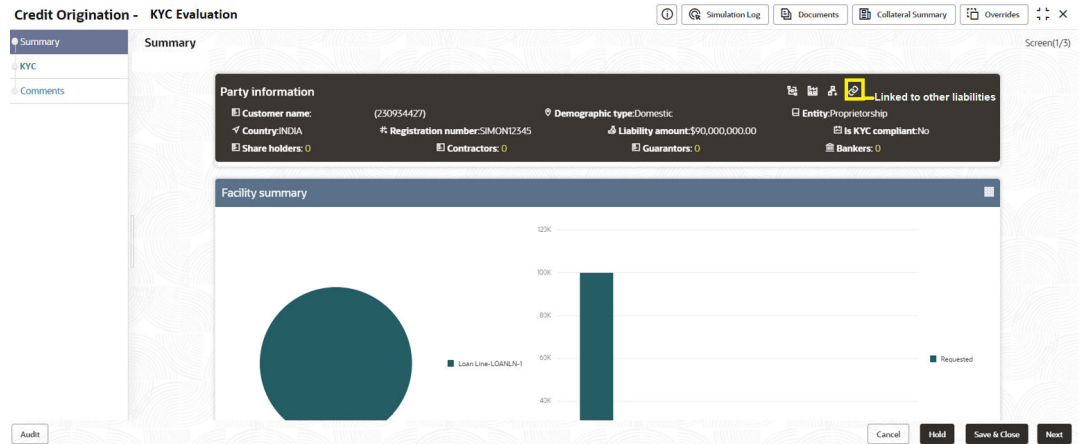 Credit Origination - KYC Evaluation
Simulation Log
Documents
Collateral Summary
Overrides
Summary
KYC
Comments
Summary
Screen(1/3)
Party information
Linked to other liabilities
Customer name: (230934427)
Demographic type:Domestic
Entity:Proprietorship
Country:INDIA
Registration number:SIMON12345
Liability amount:$90,000,000.00
Is KYC compliant:No
Share holders: 0
Contractors: 0
Guarantors: 0
Bankers: 0
Facility summary
120K
100K
80K
60K
40K
Loan Line-LOANLN-1
Requested
Audit
Cancel
Hold
Save & Close
Next